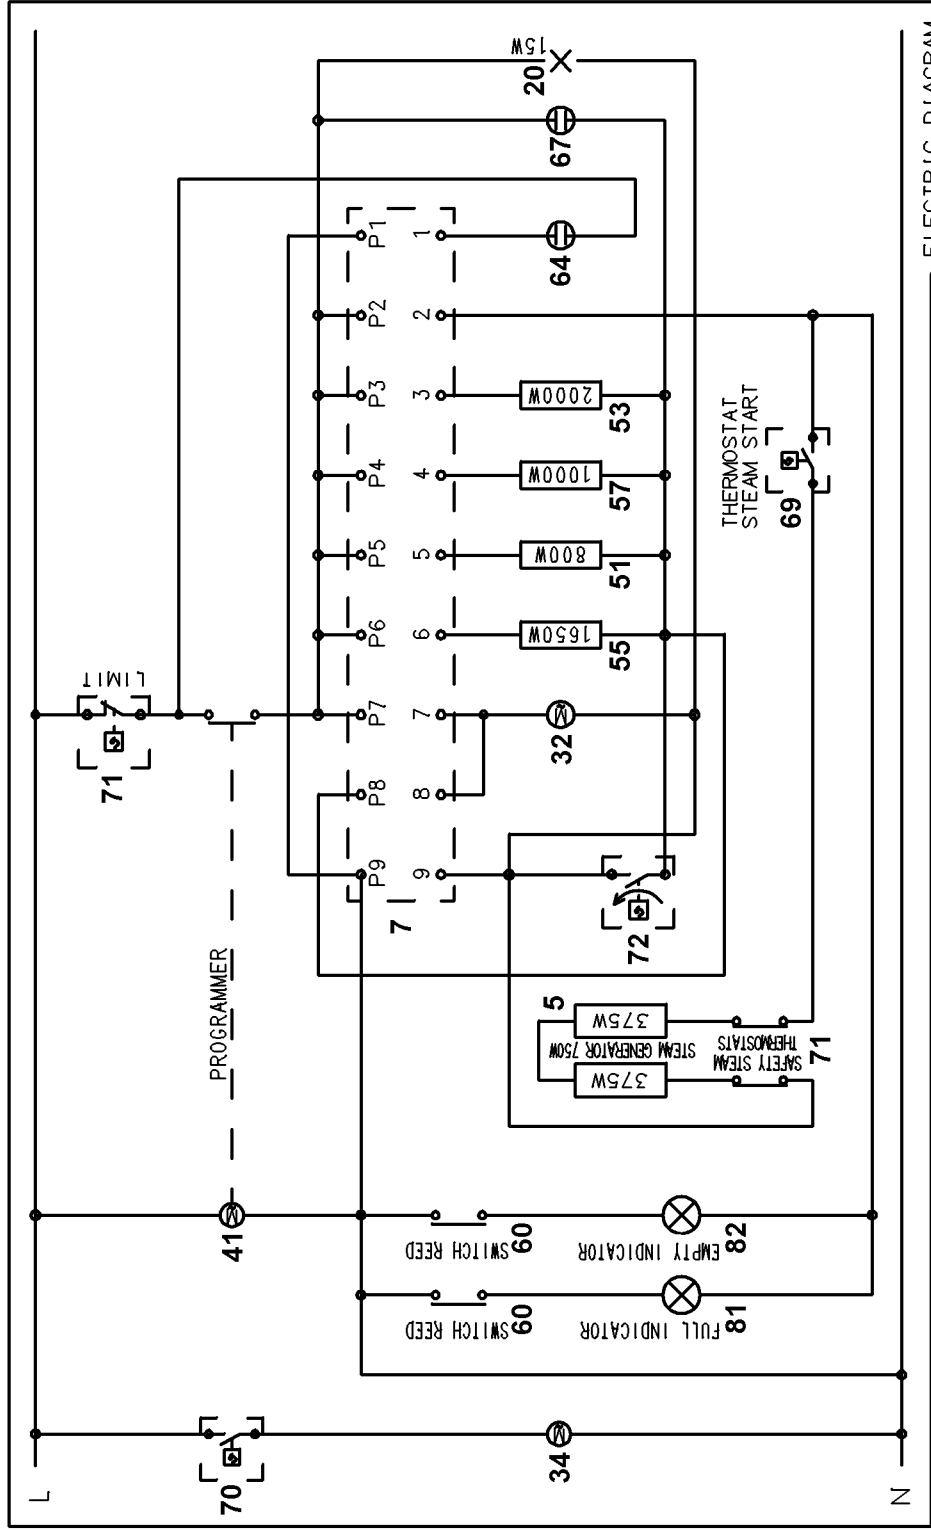 L
LIMIT
71
PROGRAMMER
41
70
15W
20
67
64
P1
P2
P3
P4
P5
P6
P7
P8
P9
1
2
3
4
5
6
7
8
9
7
2000W
53
1000W
57
800W
51
1650W
55
32
72
THERMOSTAT
STEAM START
69
5
375W
375W
STEAM GENERATOR 750W
SAFETY STEAM
THERMOSTATS
71
SWITCH REED
60
EMPTY INDICATOR
82
SWITCH REED
60
FULL INDICATOR
81
M
M
M
34
N
ELECTRIC DIAGRAM